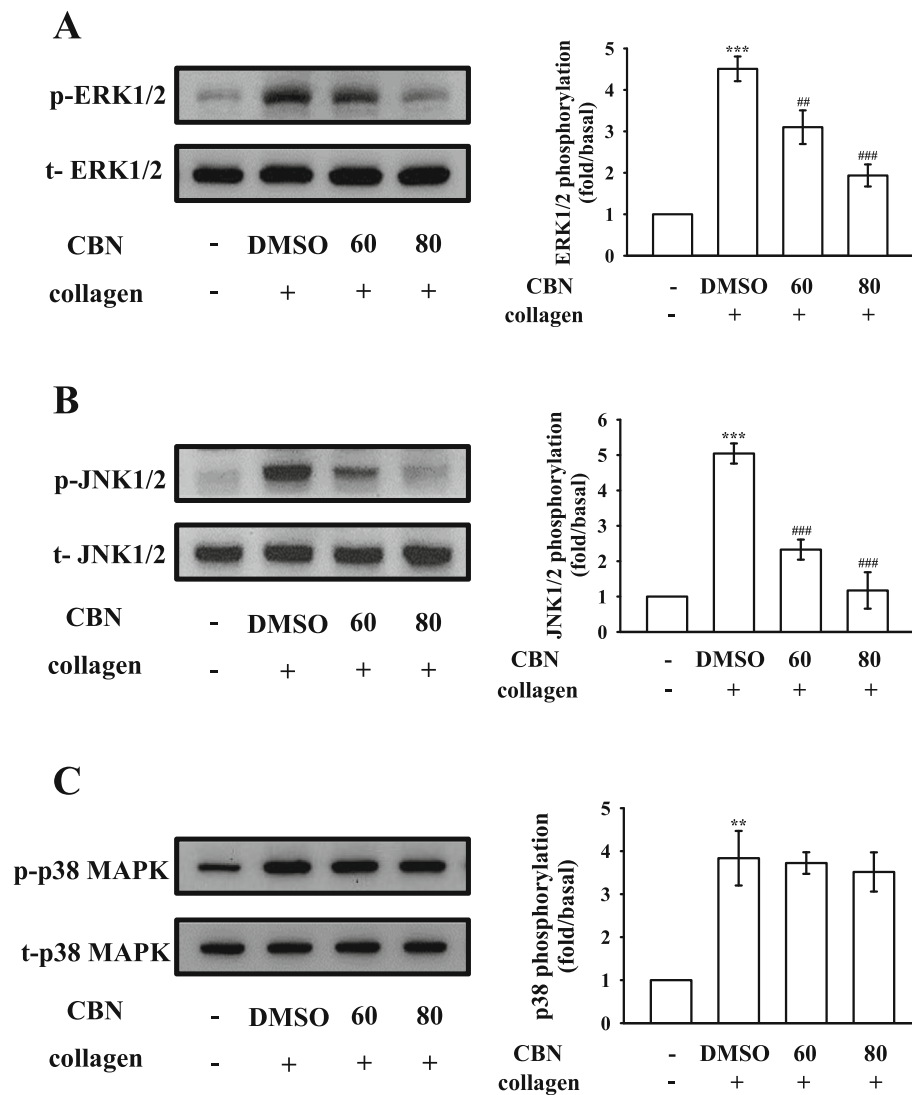 A
p-ERK1/2
t- ERK1/2
CBN - DMSO 60 80
collagen - + + +
ERK1/2 phosphorylation
(fold/basal)
5
4
3
2
1
0
***
##
###
CBN - DMSO 60 80
collagen - + + +
B
p-JNK1/2
t- JNK1/2
CBN - DMSO 60 80
collagen - + + +
JNK1/2 phosphorylation
(fold/basal)
6
5
4
3
2
1
0
***
###
###
CBN - DMSO 60 80
collagen - + + +
C
p-p38 MAPK
t-p38 MAPK
CBN - DMSO 60 80
collagen - + + +
p38 phosphorylation
(fold/basal)
5
4
3
2
1
0
**
CBN - DMSO 60 80
collagen - + + +